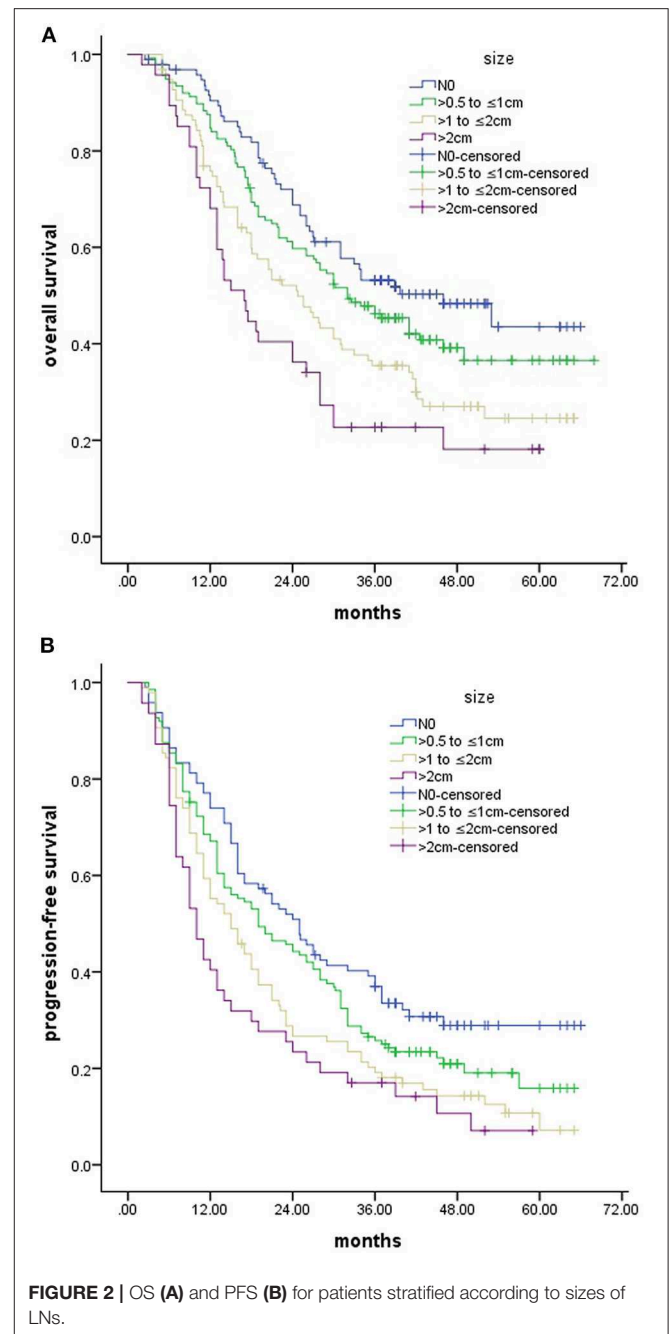 A
1.0
0.8
0.6
0.4
0.2
0.0
overall survival
size
N0
>0.5 to ≤1cm
>1 to ≤2cm
>2cm
N0-censored
>0.5 to ≤1cm-censored
>1 to ≤2cm-censored
>2cm-censored
.00 12.00 24.00 36.00 48.00 60.00 72.00
months
B
1.0
0.8
0.6
0.4
0.2
0.0
progression-free survival
size
N0
>0.5 to ≤1cm
>1 to ≤2cm
>2cm
N0-censored
>0.5 to ≤1cm-censored
>1 to ≤2cm-censored
>2cm-censored
.00 12.00 24.00 36.00 48.00 60.00 72.00
months
FIGURE 2 | OS (A) and PFS (B) for patients stratified according to sizes of
LNs.